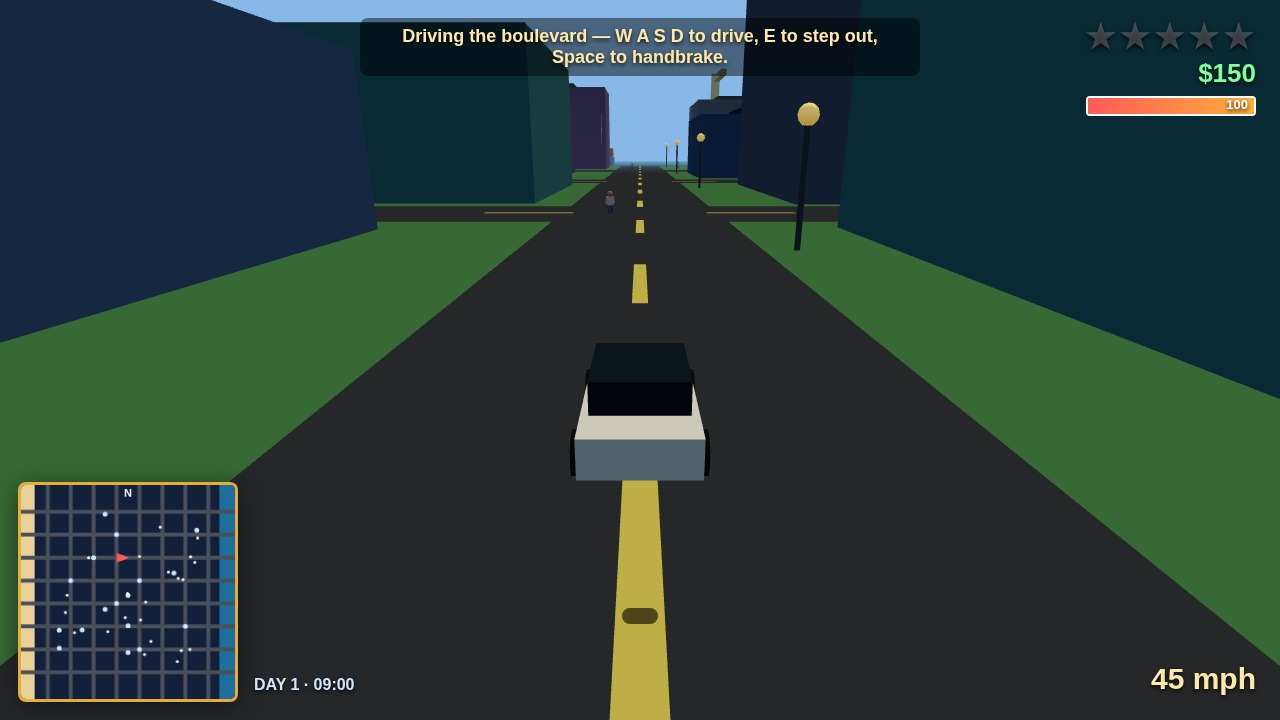 Driving the boulevard — W A S D to drive, E to step out,
Space to handbrake.
★★★★★
$150
100
N
DAY 1 · 09:00
45 mph